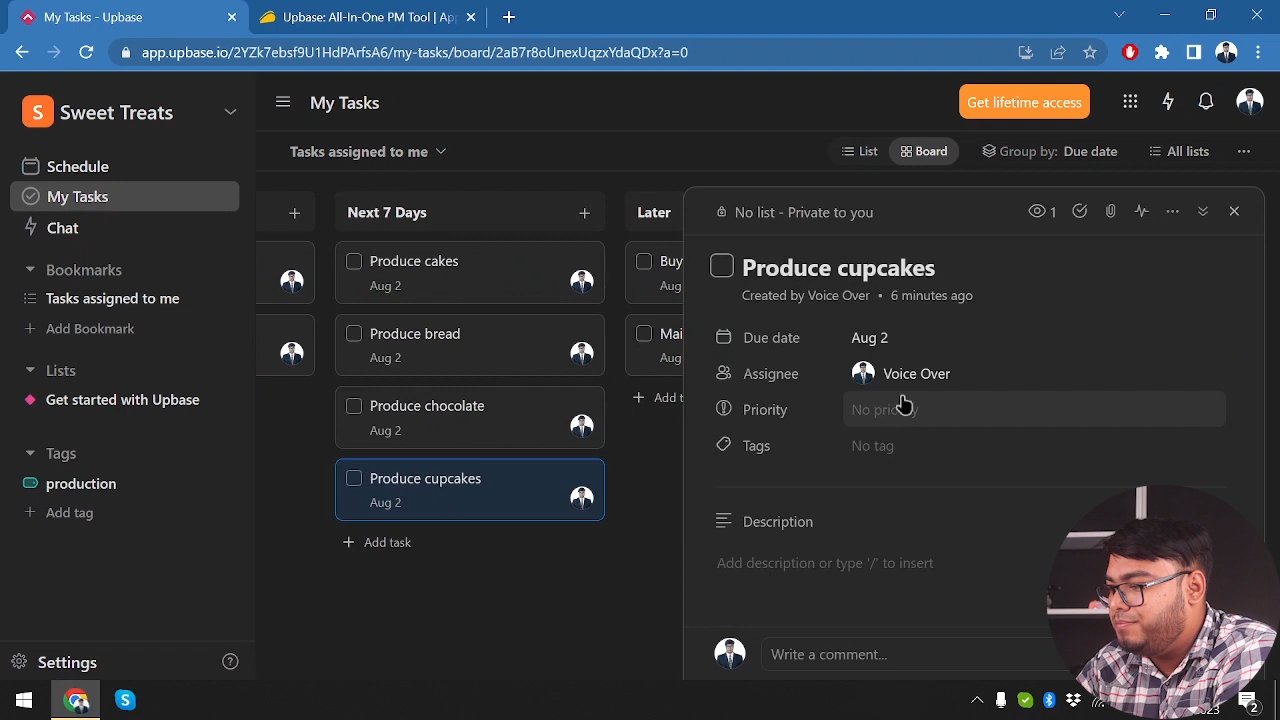 My Tasks - Upbase
Upbase: All-In-One PM Tool | App
app.upbase.io/2YZk7ebsf9U1HdPArfsA6/my-tasks/board/2aB7r8oUnexUqzxYdaQDx?a=0
S Sweet Treats
My Tasks
Get lifetime access
Schedule
My Tasks
Chat
Bookmarks
Tasks assigned to me
+ Add Bookmark
Lists
Get started with Upbase
Tags
production
+ Add tag
Settings
Tasks assigned to me
List
Board
Group by: Due date
All lists
Next 7 Days
Produce cakes
Aug 2
Produce bread
Aug 2
Produce chocolate
Aug 2
Produce cupcakes
Aug 2
+ Add task
Later
Buy
Aug
Mai
Aug
+ Add t
No list - Private to you
1
Produce cupcakes
Created by Voice Over • 6 minutes ago
Due date
Aug 2
Assignee
Voice Over
Priority
No priority
Tags
No tag
Description
Add description or type '/' to insert
Write a comment...
2